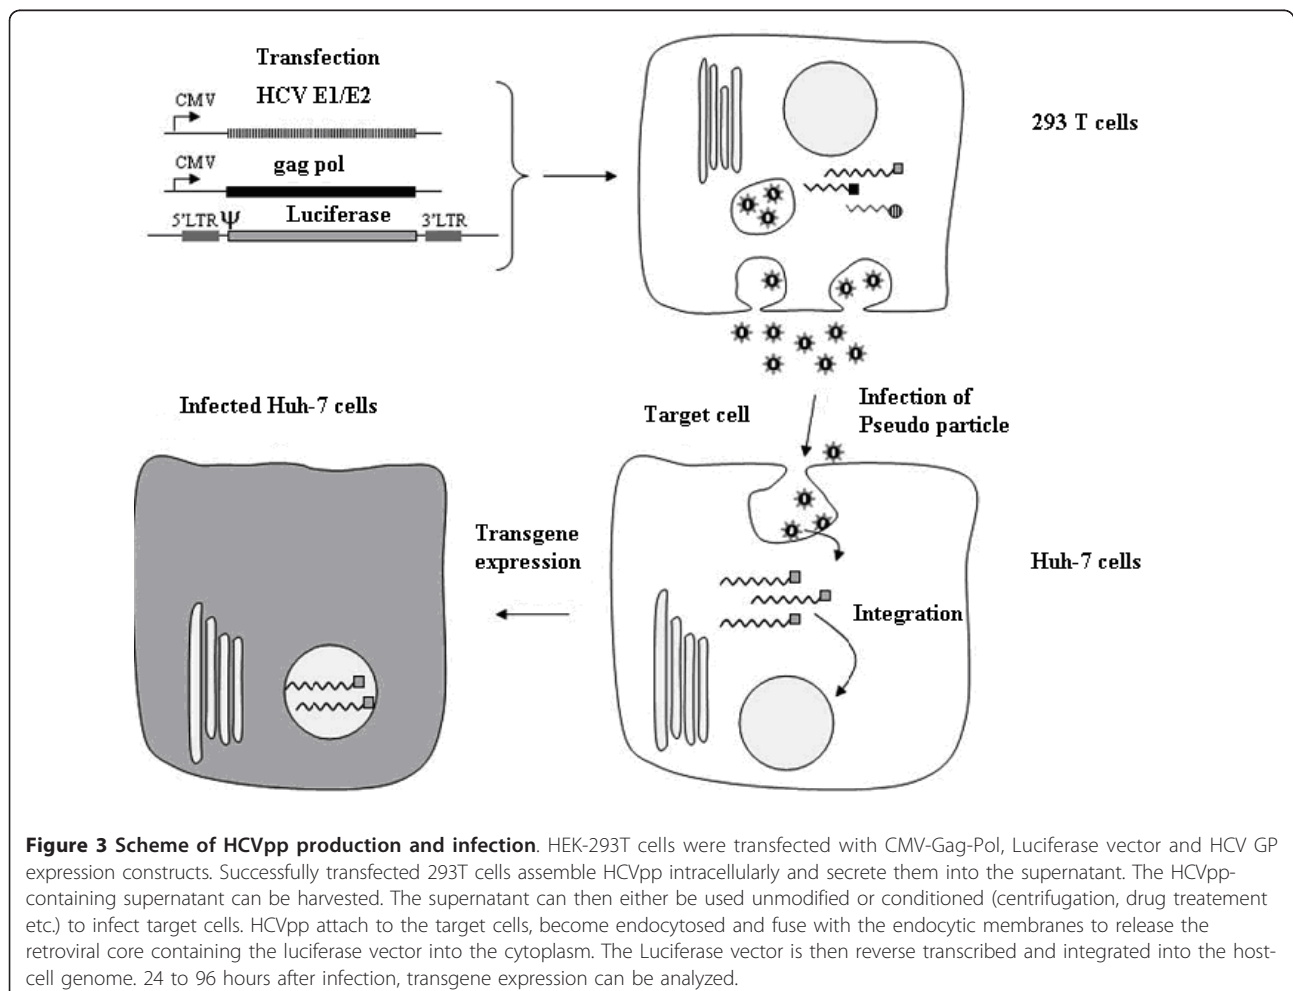 Transfection
HCV E1/E2
CMV
CMV
gag pol
5'LTR Ψ Luciferase 3'LTR
293 T cells
Infected Huh-7 cells
Target cell
Infection of
Pseudo particle
Transgene
expression
Huh-7 cells
Integration
Figure 3 Scheme of HCVpp production and infection. HEK-293T cells were transfected with CMV-Gag-Pol, Luciferase vector and HCV GP
expression constructs. Successfully transfected 293T cells assemble HCVpp intracellularly and secrete them into the supernatant. The HCVpp-
containing supernatant can be harvested. The supernatant can then either be used unmodified or conditioned (centrifugation, drug treatement
etc.) to infect target cells. HCVpp attach to the target cells, become endocytosed and fuse with the endocytic membranes to release the
retroviral core containing the luciferase vector into the cytoplasm. The Luciferase vector is then reverse transcribed and integrated into the host-
cell genome. 24 to 96 hours after infection, transgene expression can be analyzed.